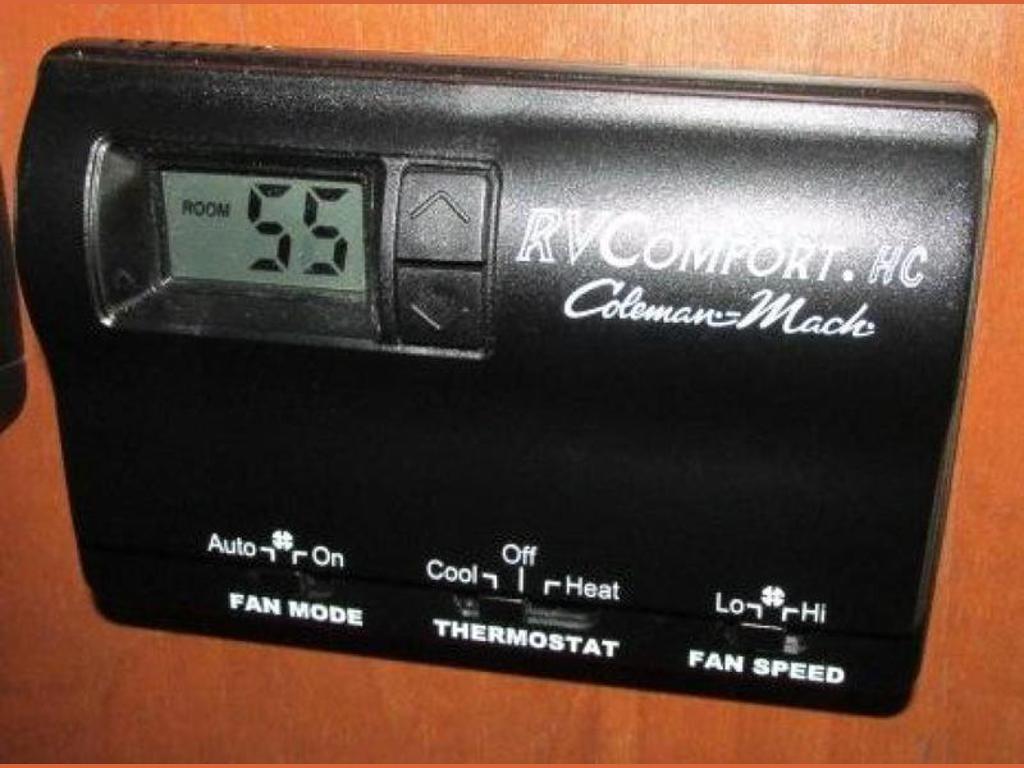 ROOM 55
RVCOMFORT. HC
Coleman-Mach
Auto On
FAN MODE
Off
Cool Heat
THERMOSTAT
Lo Hi
FAN SPEED